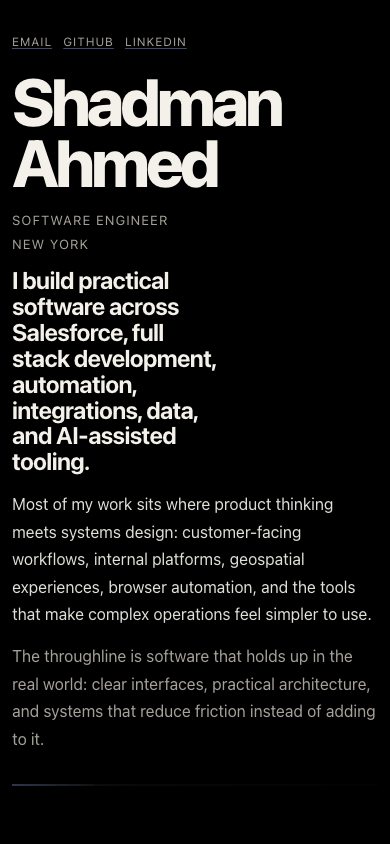 EMAIL GITHUB LINKEDIN
Shadman
Ahmed
SOFTWARE ENGINEER
NEW YORK
I build practical
software across
Salesforce, full
stack development,
automation,
integrations, data,
and AI-assisted
tooling.
Most of my work sits where product thinking
meets systems design: customer-facing
workflows, internal platforms, geospatial
experiences, browser automation, and the tools
that make complex operations feel simpler to use.
The throughline is software that holds up in the
real world: clear interfaces, practical architecture,
and systems that reduce friction instead of adding
to it.